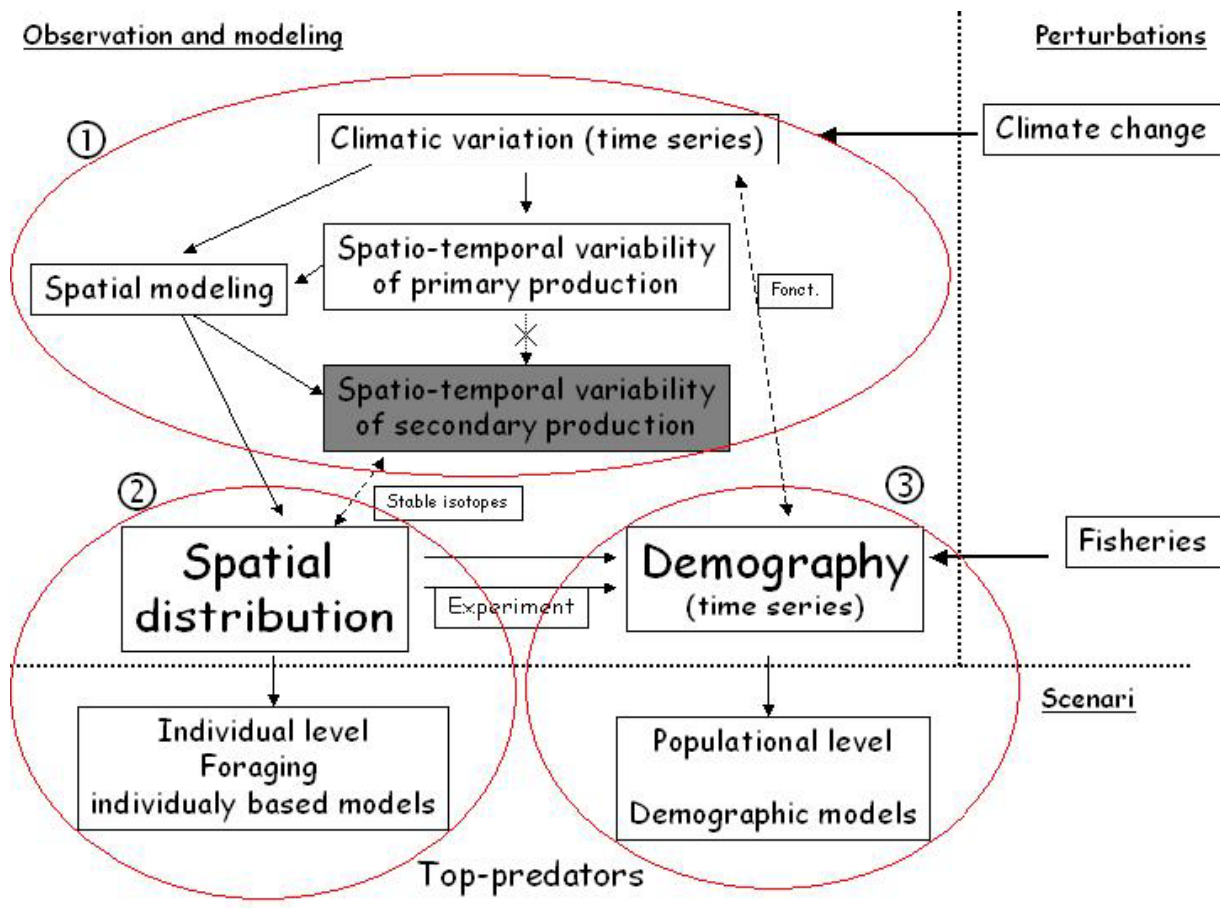 Observation and modeling
Perturbations
①
Climatic variation (time series)
Climate change
Spatio-temporal variability
of primary production
Spatial modeling
Fonct.
Spatio-temporal variability
of secondary production
②
Stable isotopes
③
Spatial
distribution
Experiment
Demography
(time series)
Fisheries
Scenari
Individual level
Foraging
individualy based models
Populational level
Demographic models
Top-predators